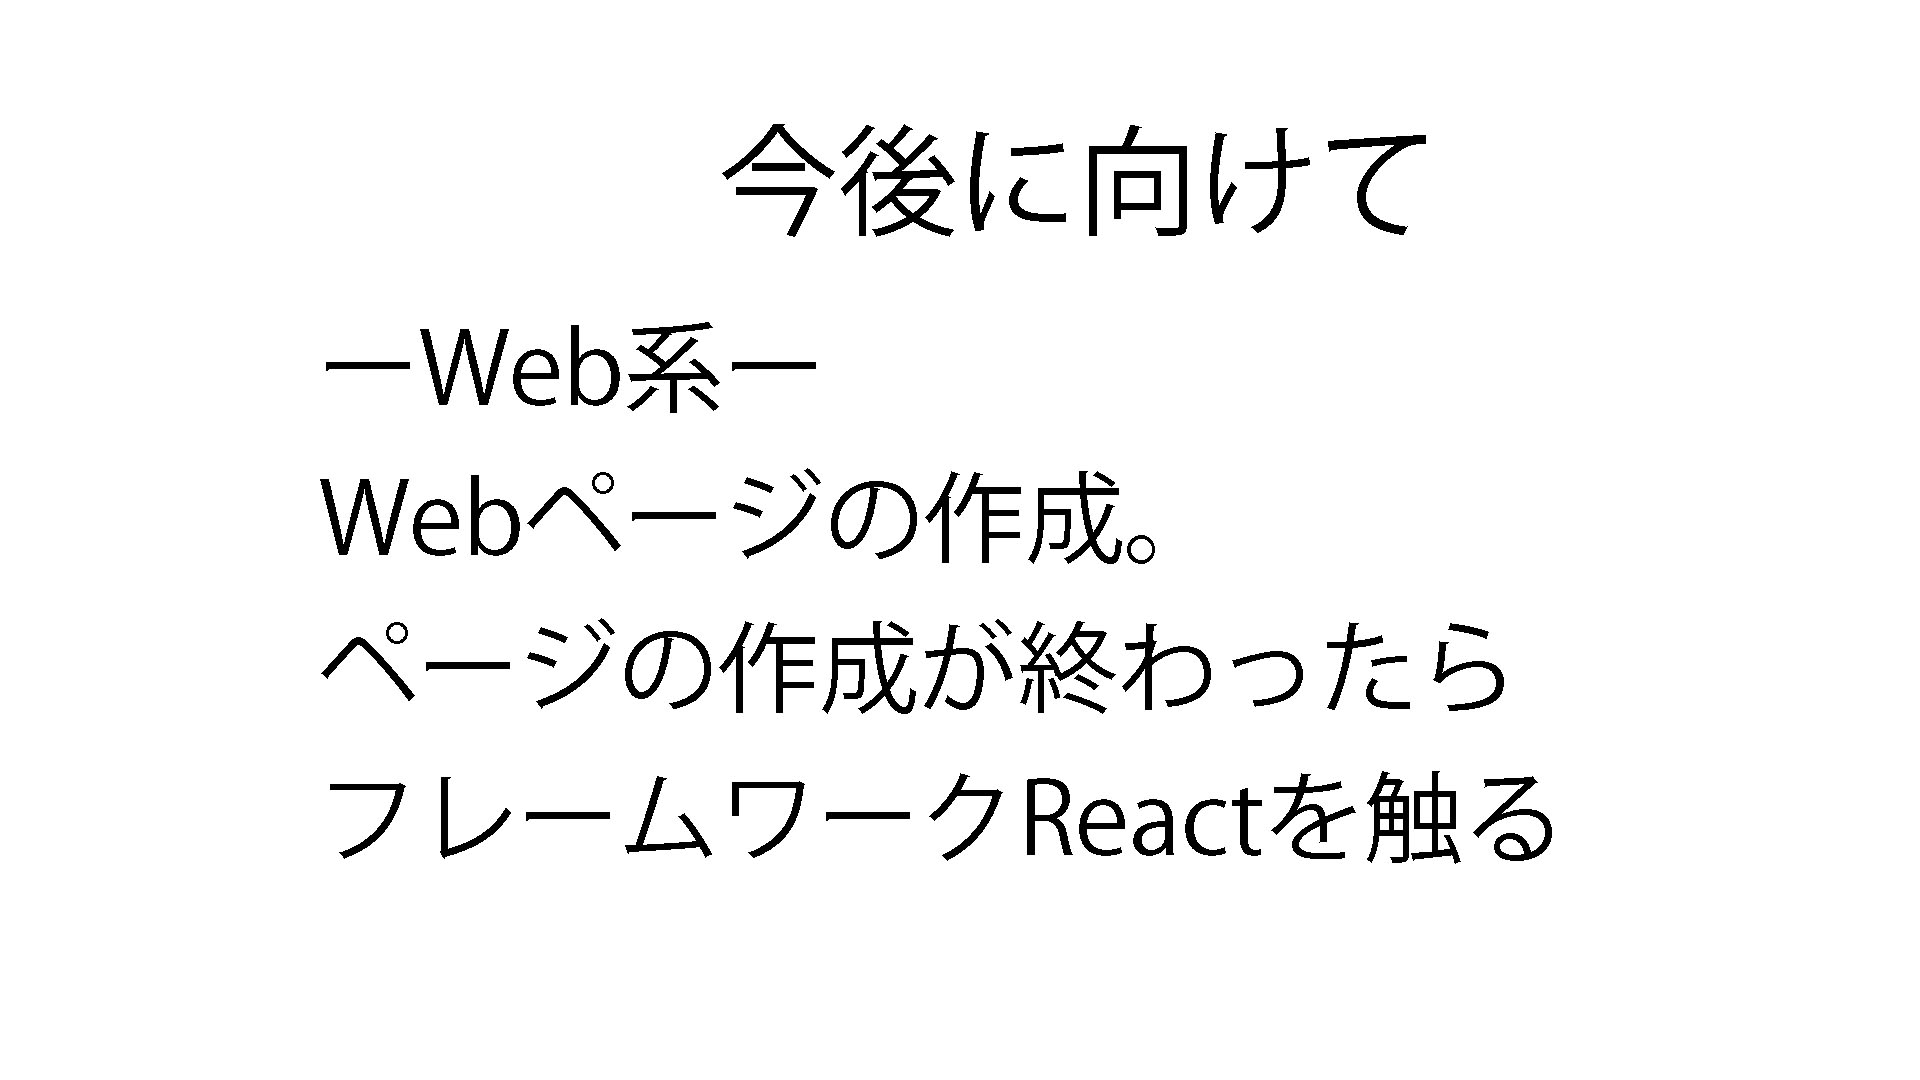 今後に向けて
ーWeb系ー
Webページの作成。
ページの作成が終わったら
フレームワークReactを触る